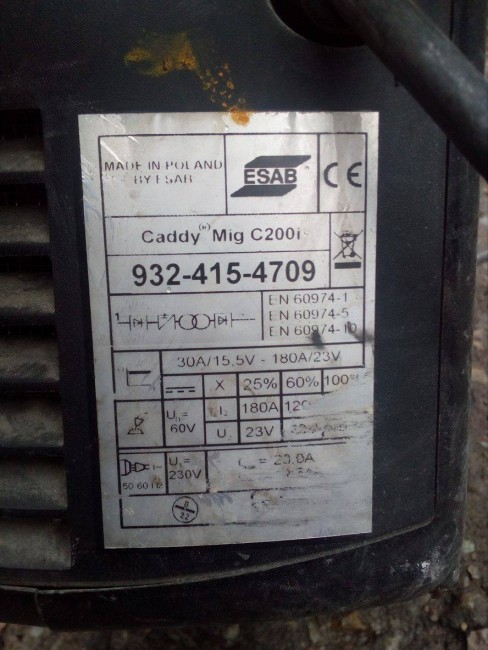 MADE IN POLAND
BY ESAB
ESAB
CE
Caddy(R) Mig C200i
932-415-4709
EN 60974-1
EN 60974-5
EN 60974-10
30A/15,5V - 180A/23V
X 25% 60% 100%
U0= 60V
I2 180A
U2 23V
U1= 230V
= 23.0A
50-60 Hz